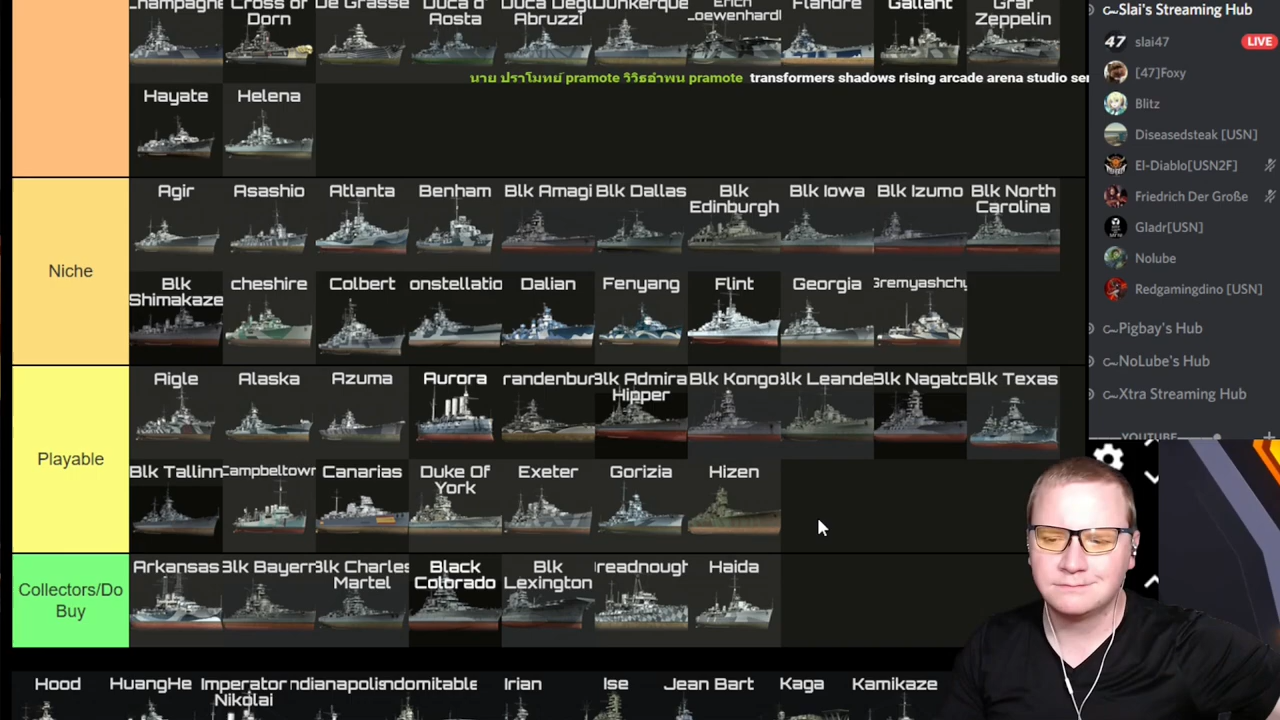 Champagne Cross of De Grasse Duca d' Duca Degli Dunkerque Erich Flandre Gallant Graf
Dorn Aosta Abruzzi Loewenhardt Zeppelin
นาย ปราโมทย์ pramote วิวิธอําพน pramote transformers shadows rising arcade arena studio ser
Hayate Helena
Niche
Agir Asashio Atlanta Benham Blk Amagi Blk Dallas Blk Blk Iowa Blk Izumo Blk North
Edinburgh Carolina
Blk cheshire Colbert onstellatio Dalian Fenyang Flint Georgia Gremyashchy
Shimakaze
Playable
Aigle Alaska Azuma Aurora randenbur Blk Admira Blk Kongo Blk Leande Blk Nagato Blk Texas
Hipper
Blk Tallinn Campbeltown Canarias Duke Of Exeter Gorizia Hizen
York
Collectors/Do
Buy
Arkansas Blk Bayern Blk Charles Black Blk Dreadnough Haida
Martel Colorado Lexington
Hood HuangHe Imperator ndianapolis ndomitable Irian Ise Jean Bart Kaga Kamikaze
Nikolai
Slai's Streaming Hub
47 slai47 LIVE
[47]Foxy
Blitz
Diseasedsteak [USN]
El-Diablo[USN2F]
Friedrich Der Große
Gladr[USN]
Nolube
Redgamingdino [USN]
Pigbay's Hub
NoLube's Hub
Xtra Streaming Hub
YOUTUBE